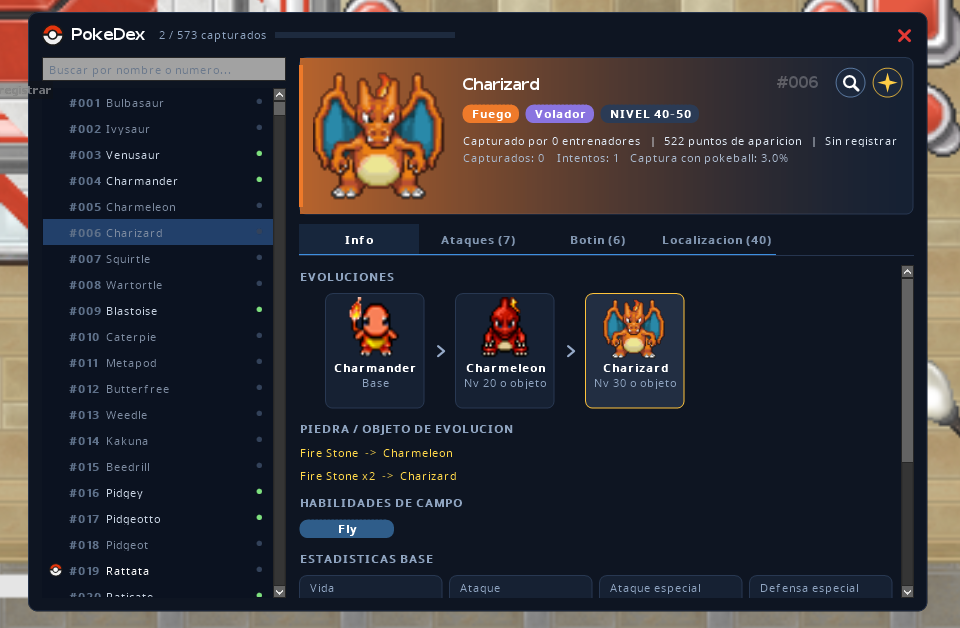 PokeDex 2 / 573 capturados
Buscar por nombre o numero...
registrar
#001 Bulbasaur
#002 Ivysaur
#003 Venusaur
#004 Charmander
#005 Charmeleon
#006 Charizard
#007 Squirtle
#008 Wartortle
#009 Blastoise
#010 Caterpie
#011 Metapod
#012 Butterfree
#013 Weedle
#014 Kakuna
#015 Beedrill
#016 Pidgey
#017 Pidgeotto
#018 Pidgeot
#019 Rattata
#020 Raticate
Charizard #006
Fuego Volador NIVEL 40-50
Capturado por 0 entrenadores | 522 puntos de aparicion | Sin registrar
Capturados: 0 Intentos: 1 Captura con pokeball: 3.0%
Info Ataques (7) Botin (6) Localizacion (40)
EVOLUCIONES
Charmander > Charmeleon > Charizard
Base Nv 20 o objeto Nv 30 o objeto
PIEDRA / OBJETO DE EVOLUCION
Fire Stone -> Charmeleon
Fire Stone x2 -> Charizard
HABILIDADES DE CAMPO
Fly
ESTADISTICAS BASE
Vida Ataque Ataque especial Defensa especial